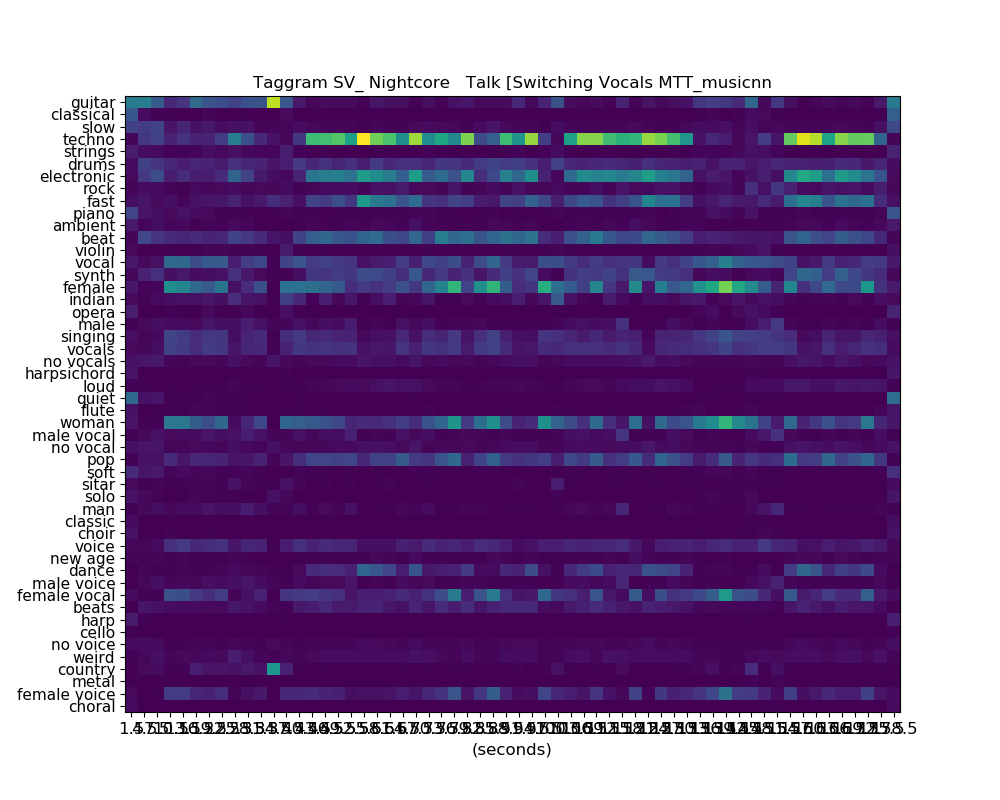 Taggram SV_ Nightcore   Talk [Switching Vocals MTT_musicnn
guitar
classical
slow
techno
strings
drums
electronic
rock
fast
piano
ambient
beat
violin
vocal
synth
female
indian
opera
male
singing
vocals
no vocals
harpsichord
loud
quiet
flute
woman
male vocal
no vocal
pop
soft
sitar
solo
man
classic
choir
voice
new age
dance
male voice
female vocal
beats
harp
cello
no voice
weird
country
metal
female voice
choral
(seconds)